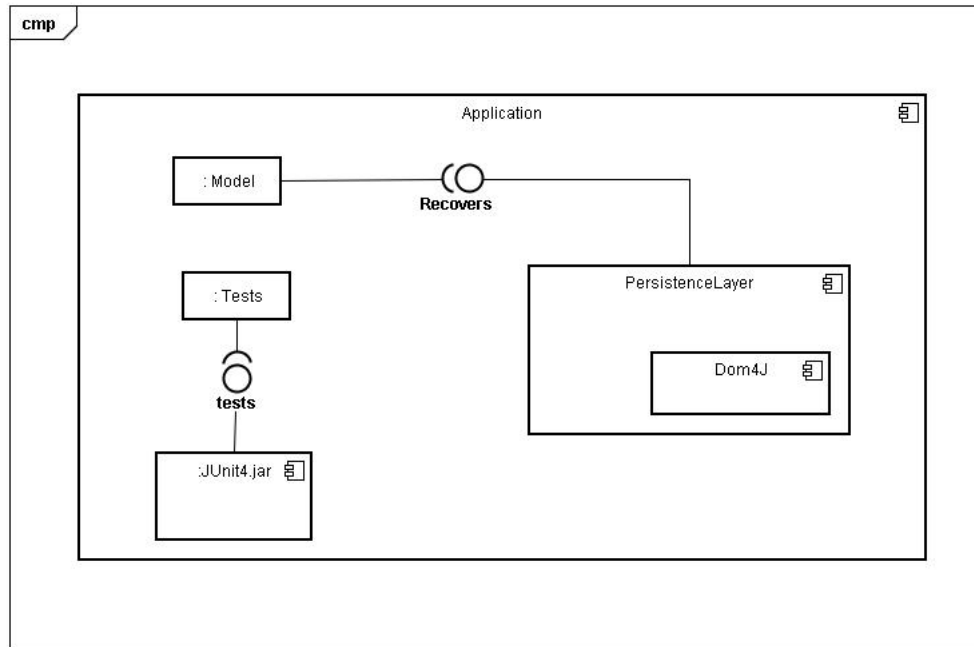 cmp
Application
: Model
Recovers
PersistenceLayer
: Tests
Dom4J
tests
:JUnit4.jar